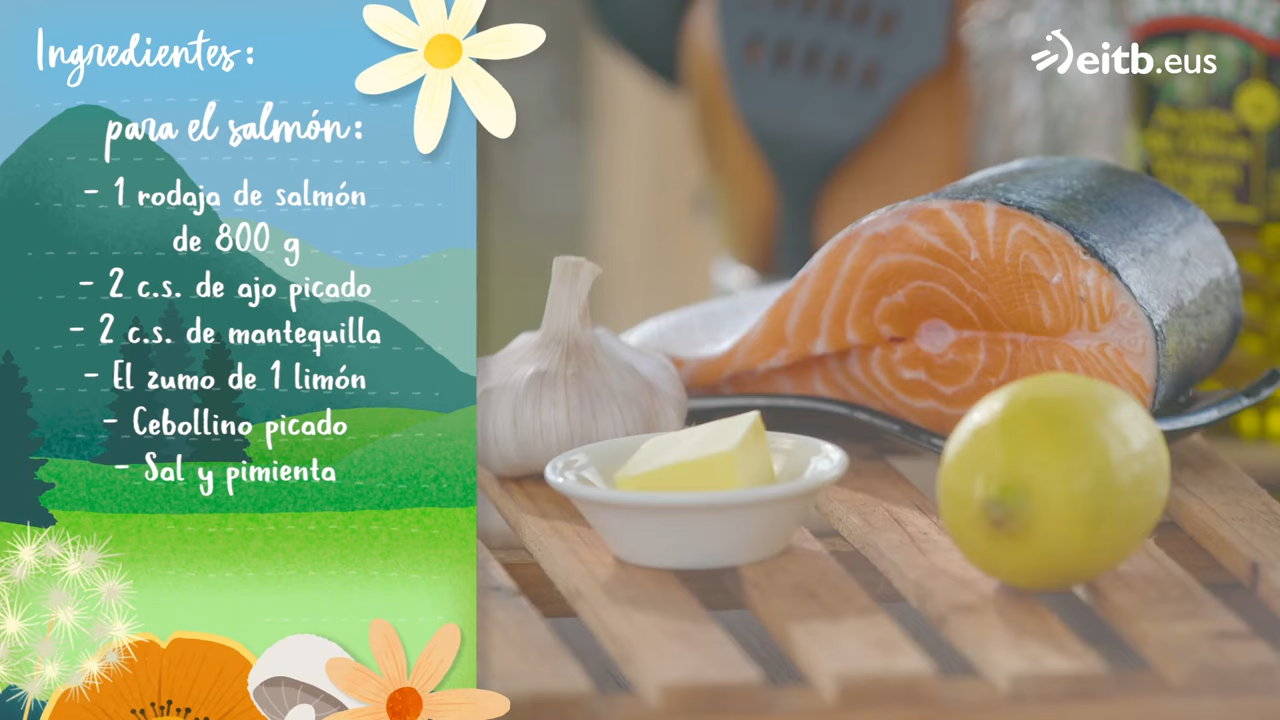 Ingredientes:
para el salmón:
- 1 rodaja de salmón
de 800 g
- 2 c.s. de ajo picado
- 2 c.s. de mantequilla
- El zumo de 1 limón
- Cebollino picado
- Sal y pimienta
eitb.eus